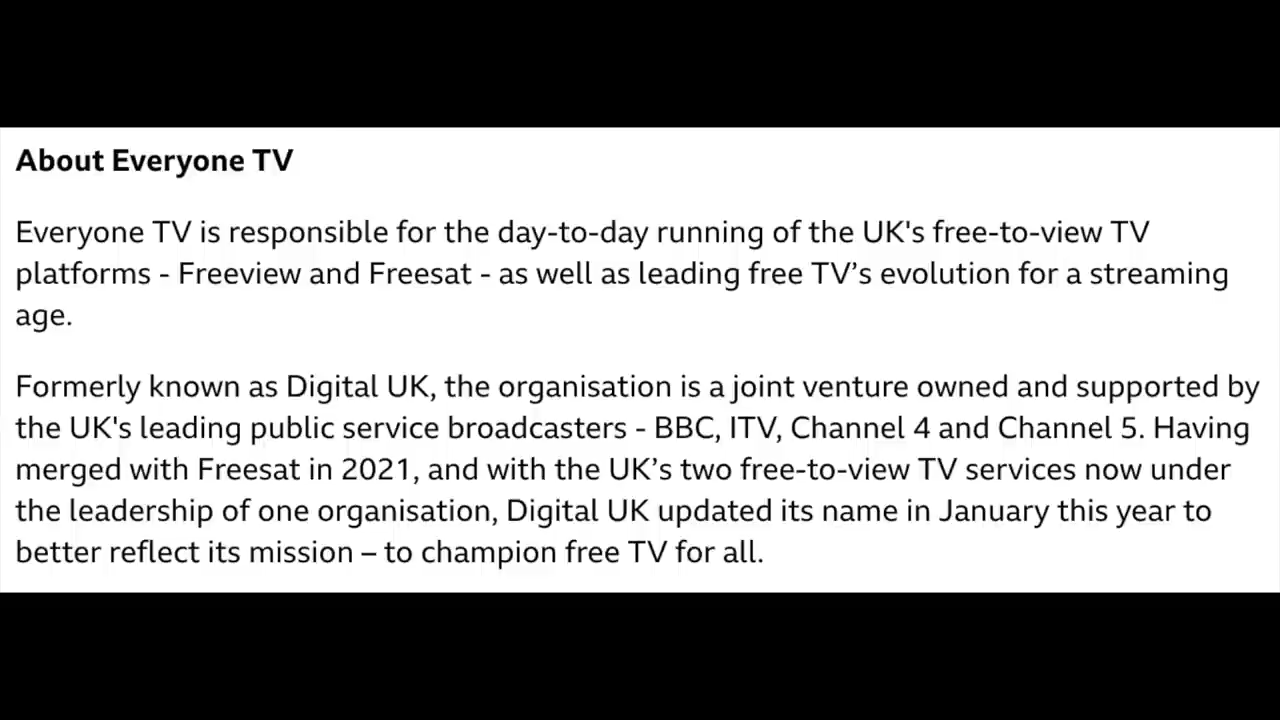 About Everyone TV
Everyone TV is responsible for the day-to-day running of the UK's free-to-view TV
platforms - Freeview and Freesat - as well as leading free TV’s evolution for a streaming
age.
Formerly known as Digital UK, the organisation is a joint venture owned and supported by
the UK's leading public service broadcasters - BBC, ITV, Channel 4 and Channel 5. Having
merged with Freesat in 2021, and with the UK’s two free-to-view TV services now under
the leadership of one organisation, Digital UK updated its name in January this year to
better reflect its mission – to champion free TV for all.